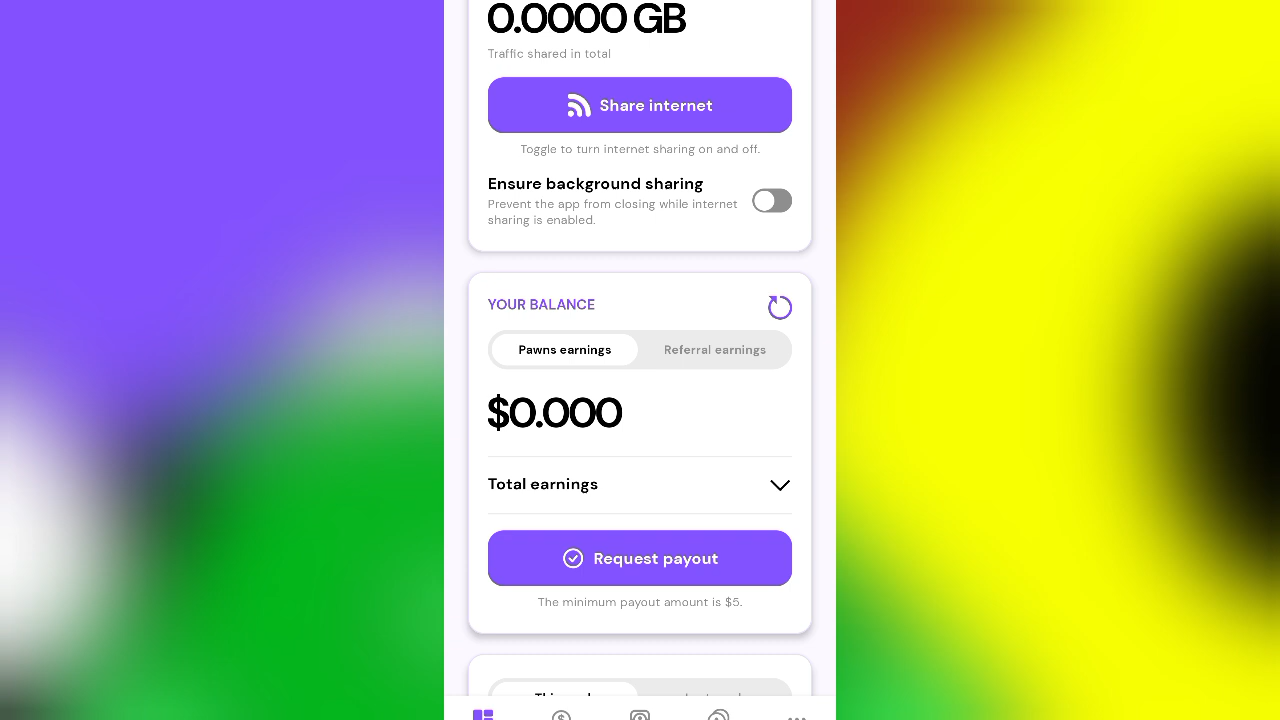 0.0000 GB
Traffic shared in total
Share internet
Toggle to turn internet sharing on and off.
Ensure background sharing
Prevent the app from closing while internet
sharing is enabled.
YOUR BALANCE
Pawns earnings Referral earnings
$0.000
Total earnings
Request payout
The minimum payout amount is $5.